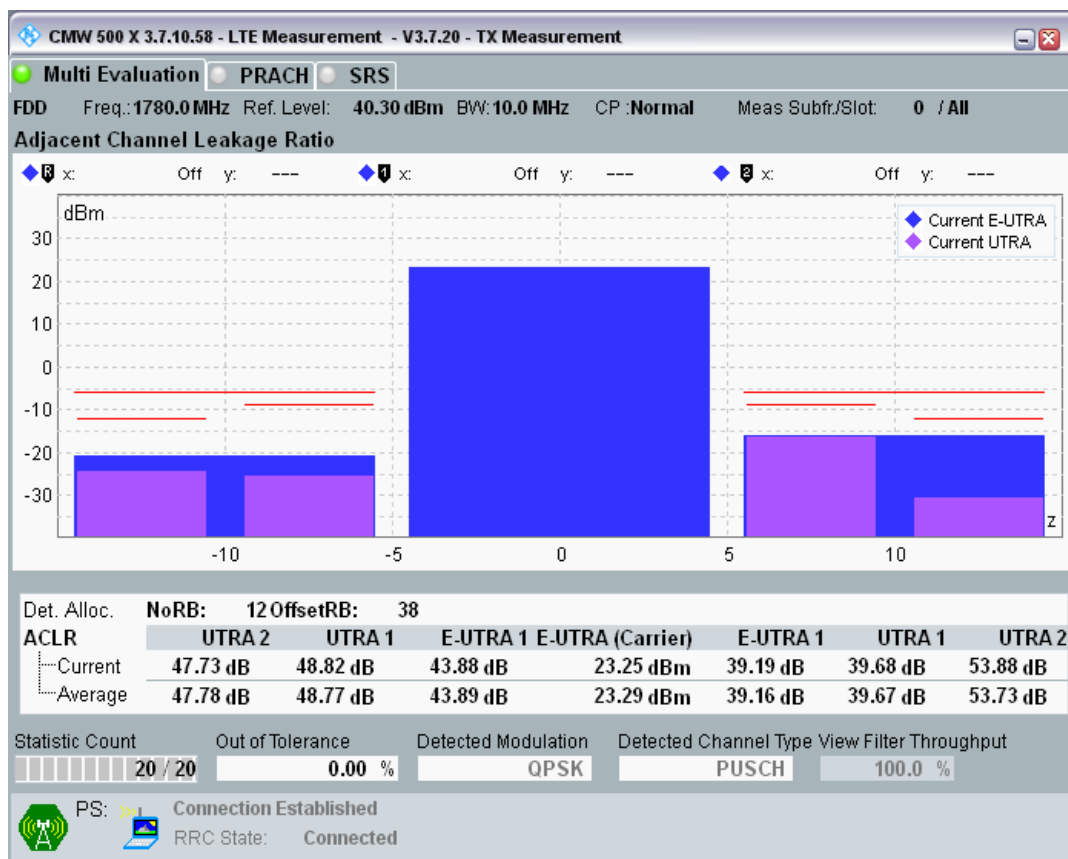 CMW 500 X 3.7.10.58 - LTE Measurement - V3.7.20 - TX Measurement
Multi Evaluation PRACH SRS
FDD Freq.: 1780.0 MHz Ref. Level: 40.30 dBm BW: 10.0 MHz CP :Normal Meas Subfr./Slot: 0 / All
Adjacent Channel Leakage Ratio
R x: Off y: --- 1 x: Off y: --- 2 x: Off y: ---
dBm
Current E-UTRA
Current UTRA
30
20
10
0
-10
-20
-30
z
-10 -5 0 5 10
Det. Alloc. NoRB: 12 OffsetRB: 38
ACLR UTRA 2 UTRA 1 E-UTRA 1 E-UTRA (Carrier) E-UTRA 1 UTRA 1 UTRA 2
Current 47.73 dB 48.82 dB 43.88 dB 23.25 dBm 39.19 dB 39.68 dB 53.88 dB
Average 47.78 dB 48.77 dB 43.89 dB 23.29 dBm 39.16 dB 39.67 dB 53.73 dB
Statistic Count Out of Tolerance Detected Modulation Detected Channel Type View Filter Throughput
20 / 20 0.00 % QPSK PUSCH 100.0 %
PS: Connection Established
RRC State: Connected